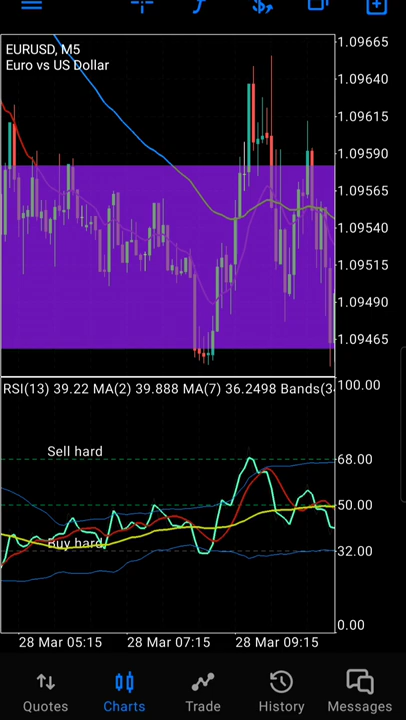 EURUSD, M5
Euro vs US Dollar
1.09665
1.09640
1.09615
1.09590
1.09565
1.09540
1.09515
1.09490
1.09465
RSI(13) 39.22 MA(2) 39.888 MA(7) 36.2498 Bands(3
100.00
Sell hard
68.00
50.00
Buy hard
32.00
0.00
28 Mar 05:15 28 Mar 07:15 28 Mar 09:15
Quotes Charts Trade History Messages